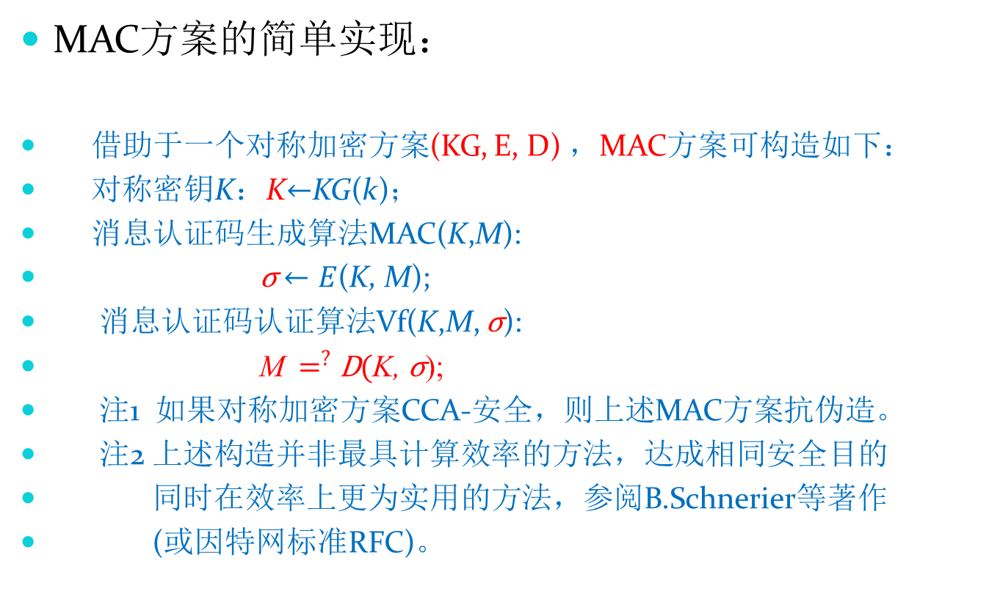 • MAC方案的简单实现：
• 借助于一个对称加密方案(KG, E, D) ，MAC方案可构造如下：
• 对称密钥K：K←KG(k)；
• 消息认证码生成算法MAC(K,M):
• σ ← E(K, M);
• 消息认证码认证算法Vf(K,M, σ):
• M =? D(K, σ);
• 注1 如果对称加密方案CCA-安全，则上述MAC方案抗伪造。
• 注2 上述构造并非最具计算效率的方法，达成相同安全目的
• 同时在效率上更为实用的方法，参阅B.Schnerier等著作
• (或因特网标准RFC)。